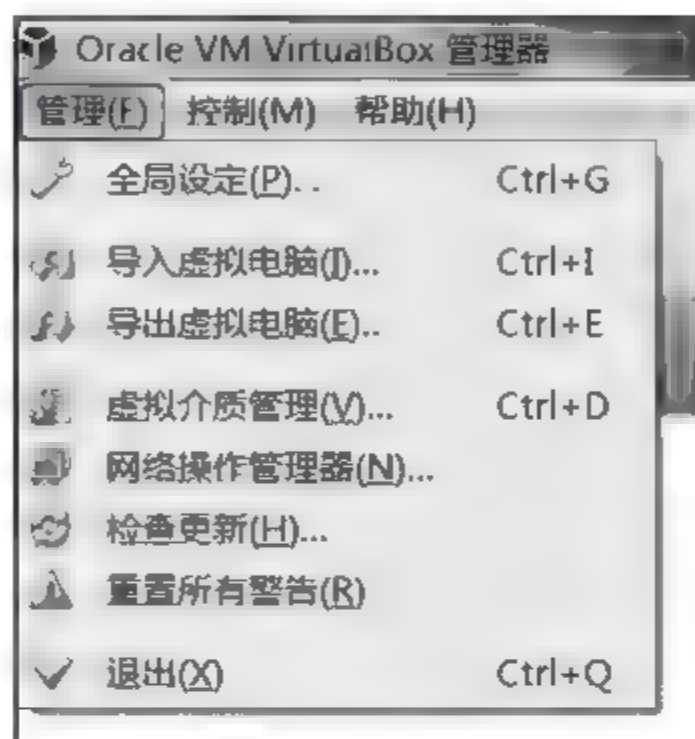 Oracle VM VirtualBox 管理器
管理(F) 控制(M) 帮助(H)
全局设定(P)... Ctrl+G
导入虚拟电脑(I)... Ctrl+I
导出虚拟电脑(E)... Ctrl+E
虚拟介质管理(V)... Ctrl+D
网络操作管理器(N)...
检查更新(H)...
重置所有警告(R)
退出(X) Ctrl+Q